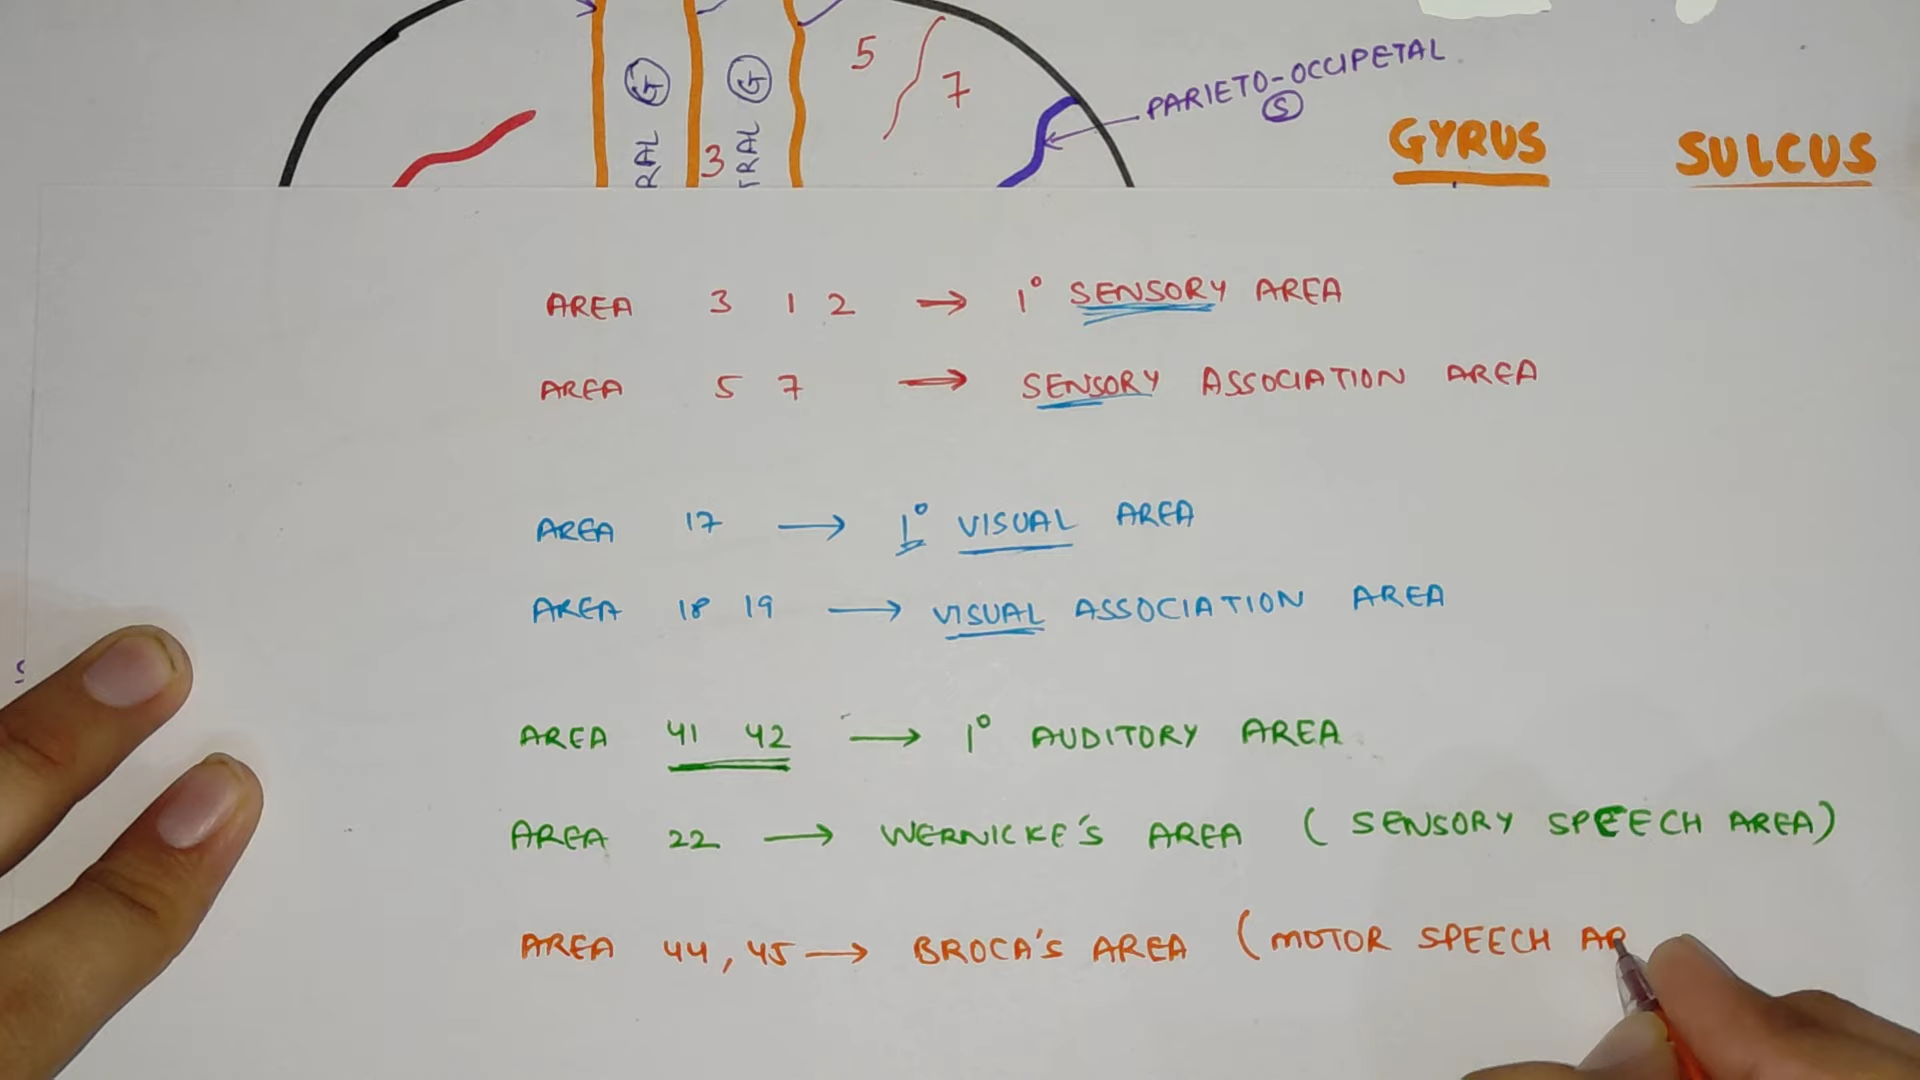 5
7
PARIETO-OCCIPETAL
S
G
G
RAL
3
TRAL
GYRUS
SULCUS
AREA 3 1 2 → 1° SENSORY AREA
AREA 5 7 → SENSORY ASSOCIATION AREA
AREA 17 → 1° VISUAL AREA
AREA 18 19 → VISUAL ASSOCIATION AREA
AREA 41 42 → 1° AUDITORY AREA
AREA 22 → WERNICKE'S AREA (SENSORY SPEECH AREA)
AREA 44, 45 → BROCA'S AREA (MOTOR SPEECH AR